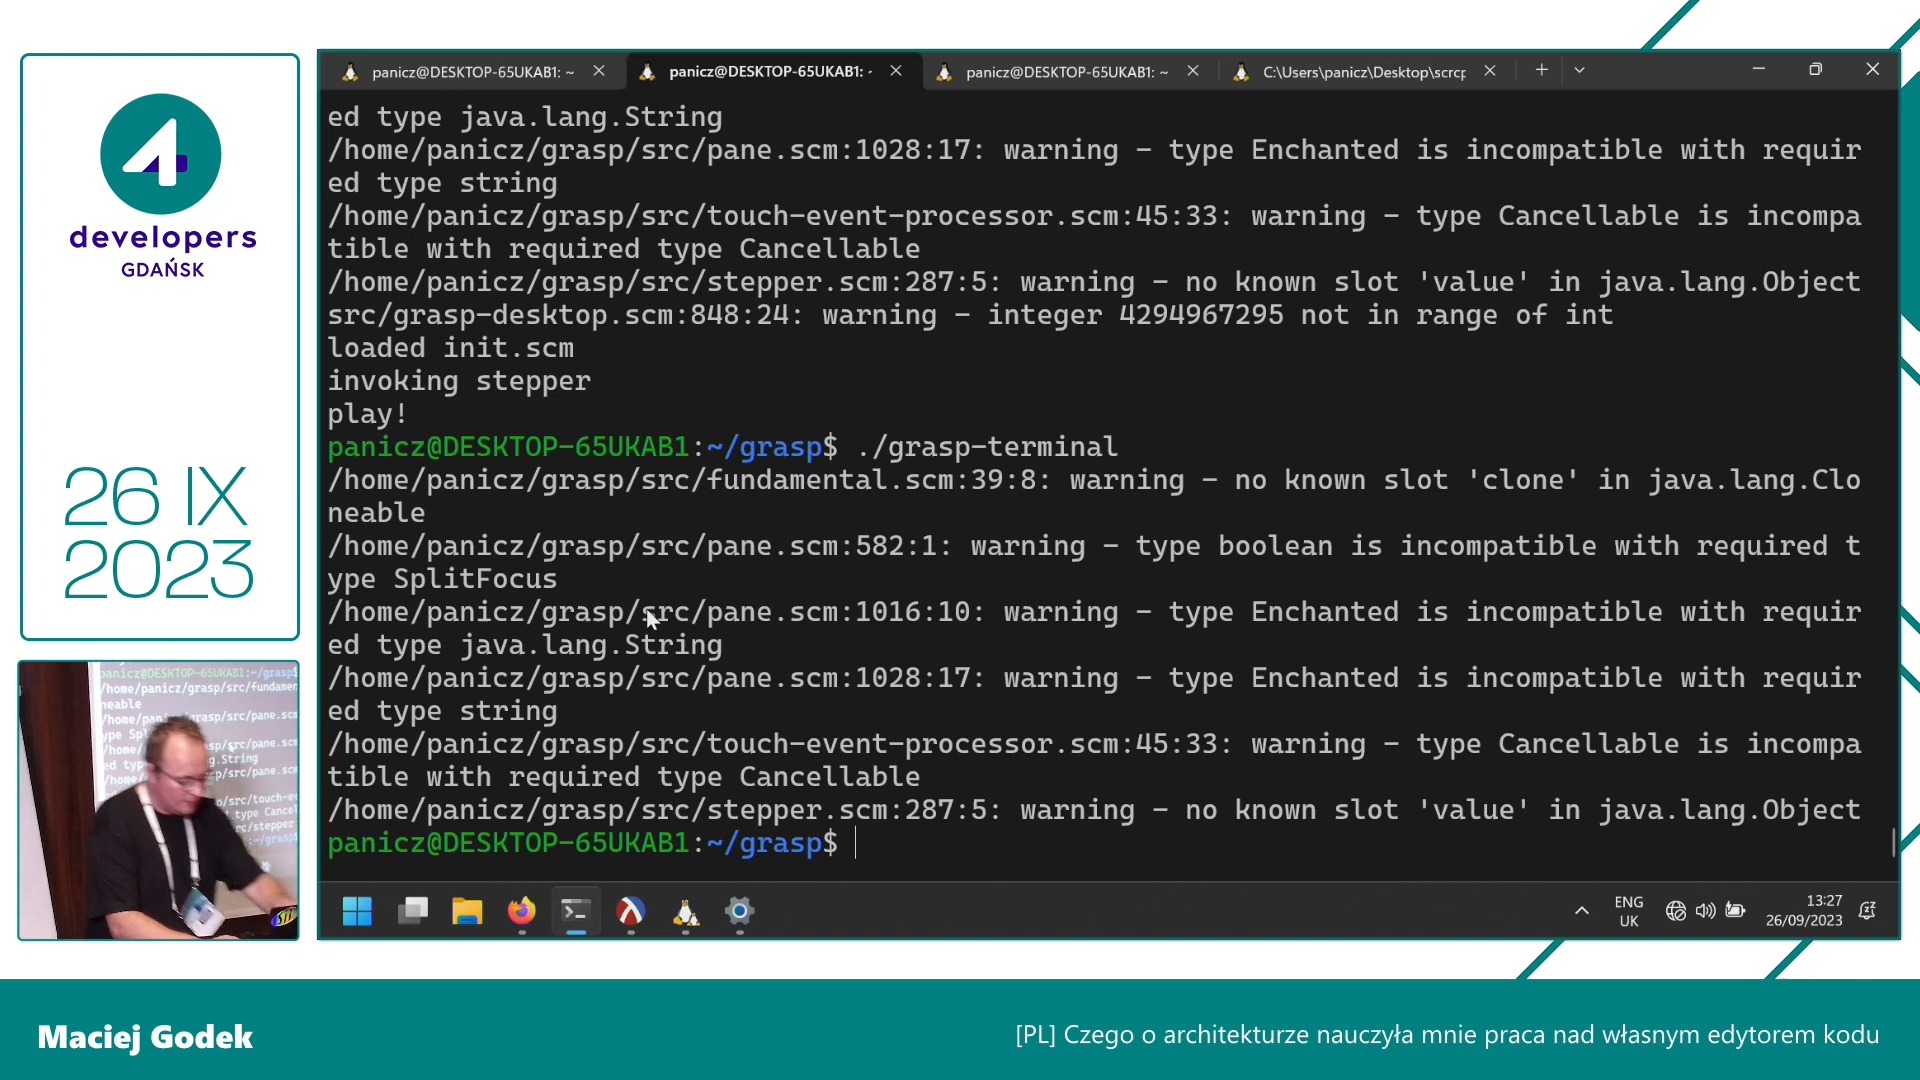 4
developers
GDAŃSK
26 IX
2023
panicz@DESKTOP-65UKAB1: ~
panicz@DESKTOP-65UKAB1:
panicz@DESKTOP-65UKAB1: ~
C:\Users\panicz\Desktop\scrcp
ed type java.lang.String
/home/panicz/grasp/src/pane.scm:1028:17: warning - type Enchanted is incompatible with requir
ed type string
/home/panicz/grasp/src/touch-event-processor.scm:45:33: warning - type Cancellable is incompa
tible with required type Cancellable
/home/panicz/grasp/src/stepper.scm:287:5: warning - no known slot 'value' in java.lang.Object
src/grasp-desktop.scm:848:24: warning - integer 4294967295 not in range of int
loaded init.scm
invoking stepper
play!
panicz@DESKTOP-65UKAB1:~/grasp$ ./grasp-terminal
/home/panicz/grasp/src/fundamental.scm:39:8: warning - no known slot 'clone' in java.lang.Clo
neable
/home/panicz/grasp/src/pane.scm:582:1: warning - type boolean is incompatible with required t
ype SplitFocus
/home/panicz/grasp/src/pane.scm:1016:10: warning - type Enchanted is incompatible with requir
ed type java.lang.String
/home/panicz/grasp/src/pane.scm:1028:17: warning - type Enchanted is incompatible with requir
ed type string
/home/panicz/grasp/src/touch-event-processor.scm:45:33: warning - type Cancellable is incompa
tible with required type Cancellable
/home/panicz/grasp/src/stepper.scm:287:5: warning - no known slot 'value' in java.lang.Object
panicz@DESKTOP-65UKAB1:~/grasp$
ENG
UK
13:27
26/09/2023
Maciej Godek
[PL] Czego o architekturze nauczyła mnie praca nad własnym edytorem kodu